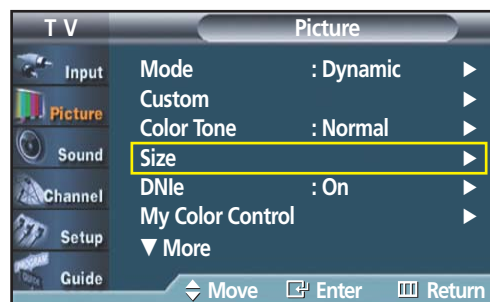 T V
Picture
Input
Picture
Sound
Channel
Setup
Guide
Mode : Dynamic ▶
Custom ▶
Color Tone : Normal ▶
Size ▶
DNIe : On ▶
My Color Control ▶
▼ More
Move Enter Return